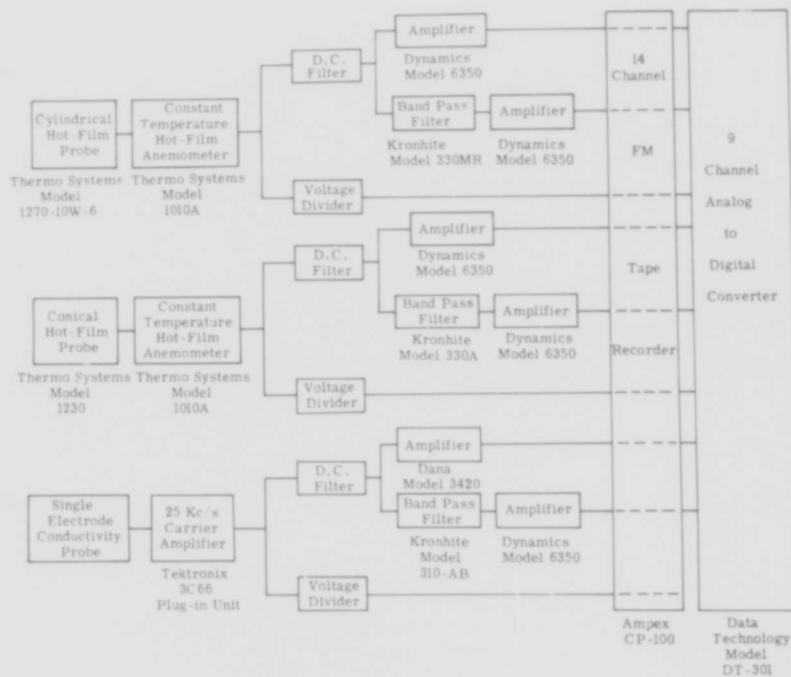 Amplifier
Dynamics
Model 6350
D.C.
Filter
Band Pass
Filter
Kronhite
Model 330MR
Amplifier
Dynamics
Model 6350
Cylindrical
Hot-Film
Probe
Thermo Systems
Model
1270-10W-6
Constant
Temperature
Hot-Film
Anemometer
Thermo Systems
Model
1010A
Voltage
Divider
Amplifier
Dynamics
Model 6350
D.C.
Filter
Band Pass
Filter
Kronhite
Model 330A
Amplifier
Dynamics
Model 6350
Conical
Hot-Film
Probe
Thermo Systems
Model
1230
Constant
Temperature
Hot-Film
Anemometer
Thermo Systems
Model
1010A
Voltage
Divider
Amplifier
Dana
Model 3420
D.C.
Filter
Band Pass
Filter
Kronhite
Model
310-AB
Amplifier
Dynamics
Model 6350
Single
Electrode
Conductivity
Probe
25 Kc/s
Carrier
Amplifier
Tektronix
3C66
Plug-in Unit
Voltage
Divider
14
Channel
FM
Tape
Recorder
Ampex
CP-100
9
Channel
Analog
to
Digital
Converter
Data
Technology
Model
DT-301